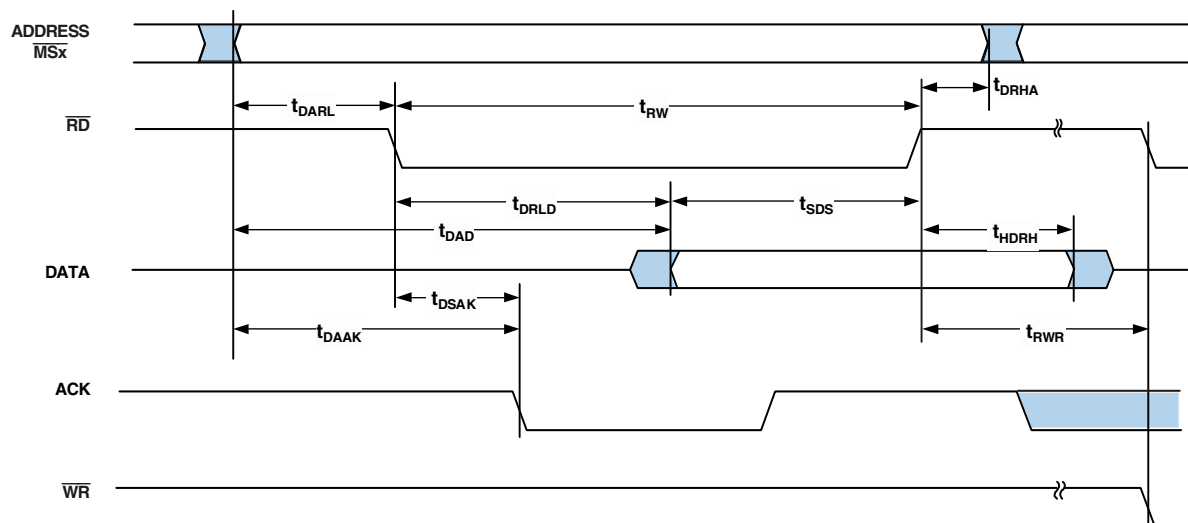 ADDRESS
MSx
tDARL
tRW
tDRHA
RD
tDRLD
tSDS
tDAD
tHDRH
DATA
tDSAK
tDAAK
tRWR
ACK
WR